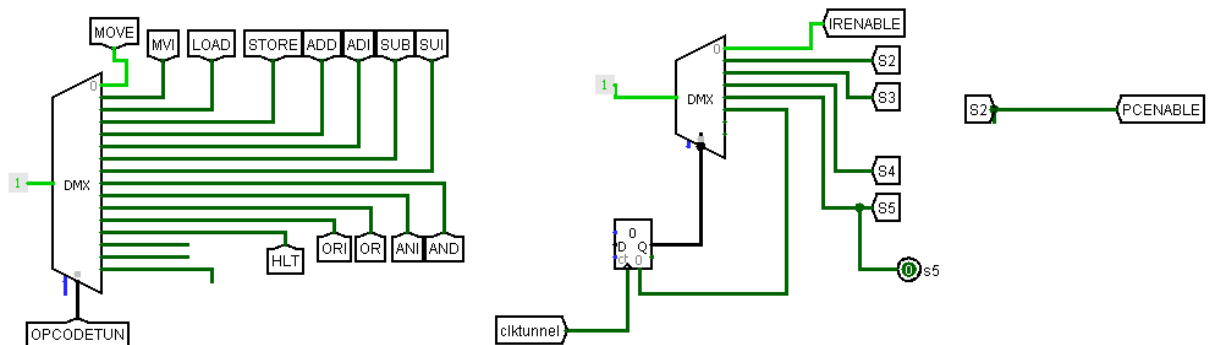 MOVE
MVI
LOAD
STORE
ADD
ADI
SUB
SUI
0
DMX
1
HLT
ORI
OR
ANI
AND
OPCODETUN
IRENABLE
0
S2
S3
1
DMX
S4
S5
0
D Q
ct 0
0 s5
clktunnel
S2
PCENABLE